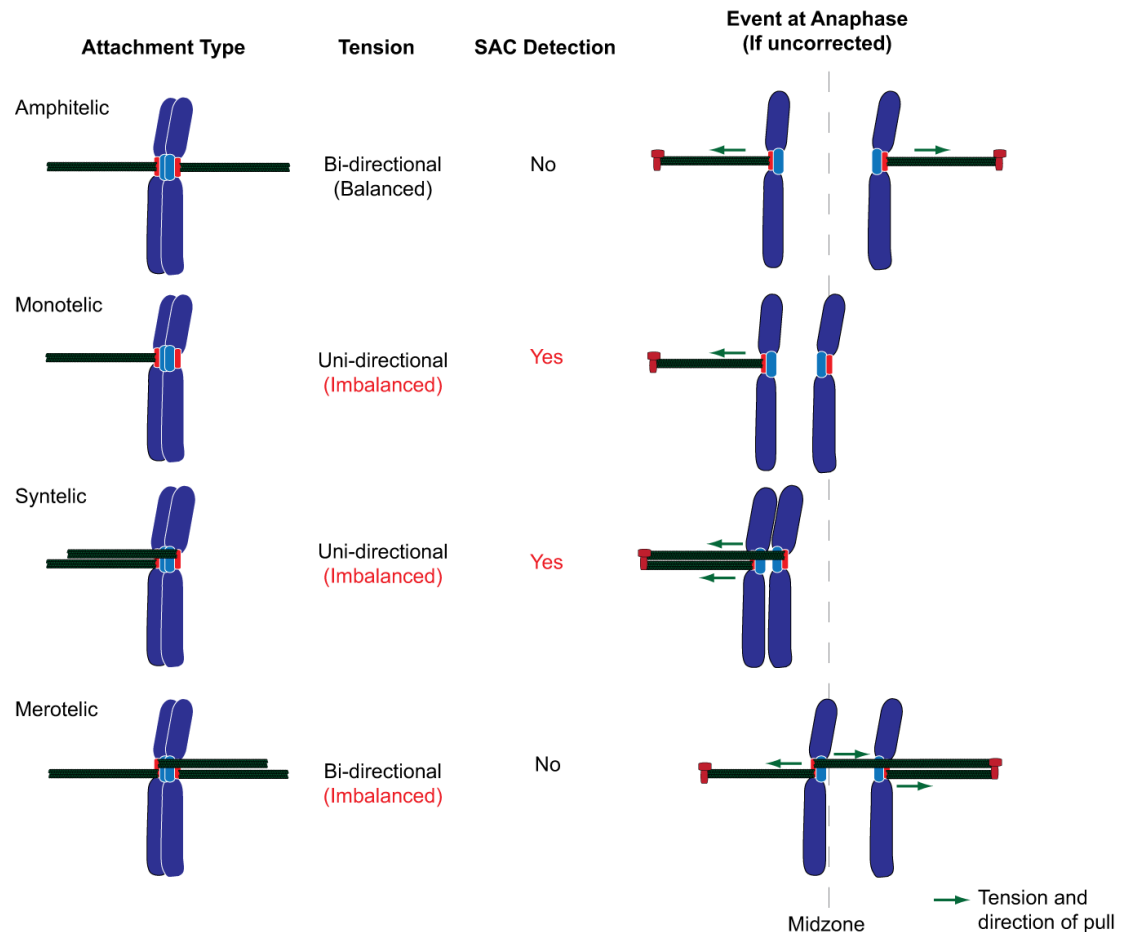 Attachment Type
Tension
SAC Detection
Event at Anaphase
(If uncorrected)
Amphitelic
Bi-directional
(Balanced)
No
Monotelic
Uni-directional
(Imbalanced)
Yes
Syntelic
Uni-directional
(Imbalanced)
Yes
Merotelic
Bi-directional
(Imbalanced)
No
Midzone
Tension and
direction of pull